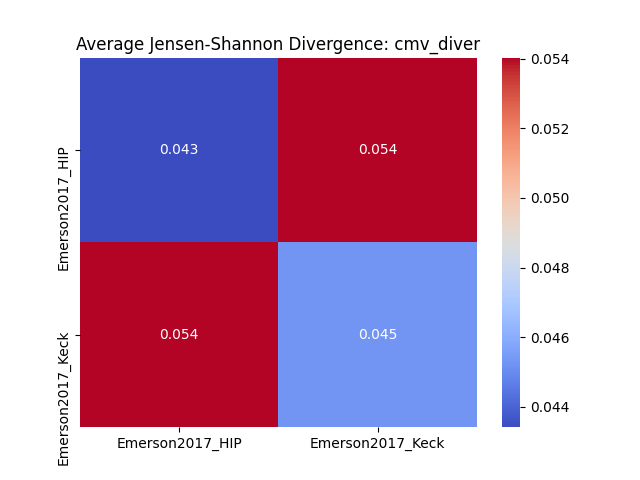 Average Jensen-Shannon Divergence: cmv_diver
Emerson2017_HIP
0.043
0.054
Emerson2017_Keck
0.054
0.045
Emerson2017_HIP
Emerson2017_Keck
0.054
0.052
0.050
0.048
0.046
0.044